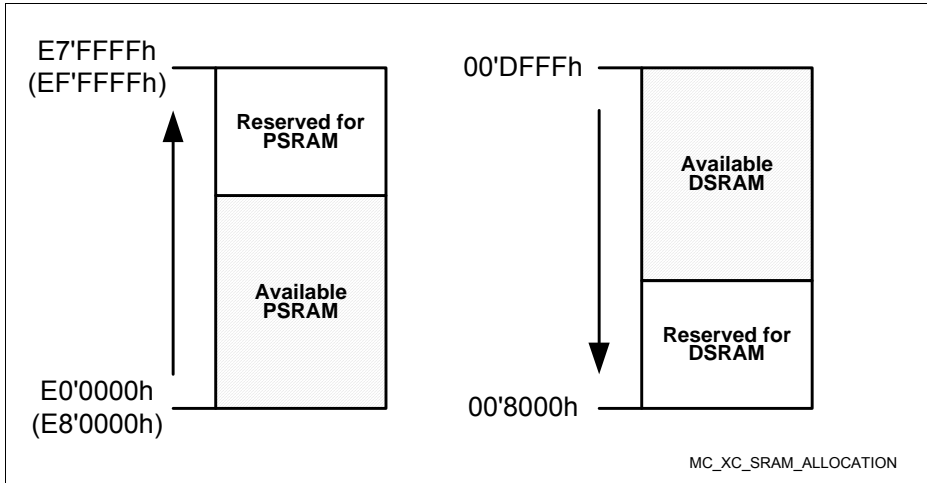 E7'FFFFh
(EF'FFFFh)
Reserved for
PSRAM
Available
PSRAM
E0'0000h
(E8'0000h)
00'DFFFh
Available
DSRAM
Reserved for
DSRAM
00'8000h
MC_XC_SRAM_ALLOCATION